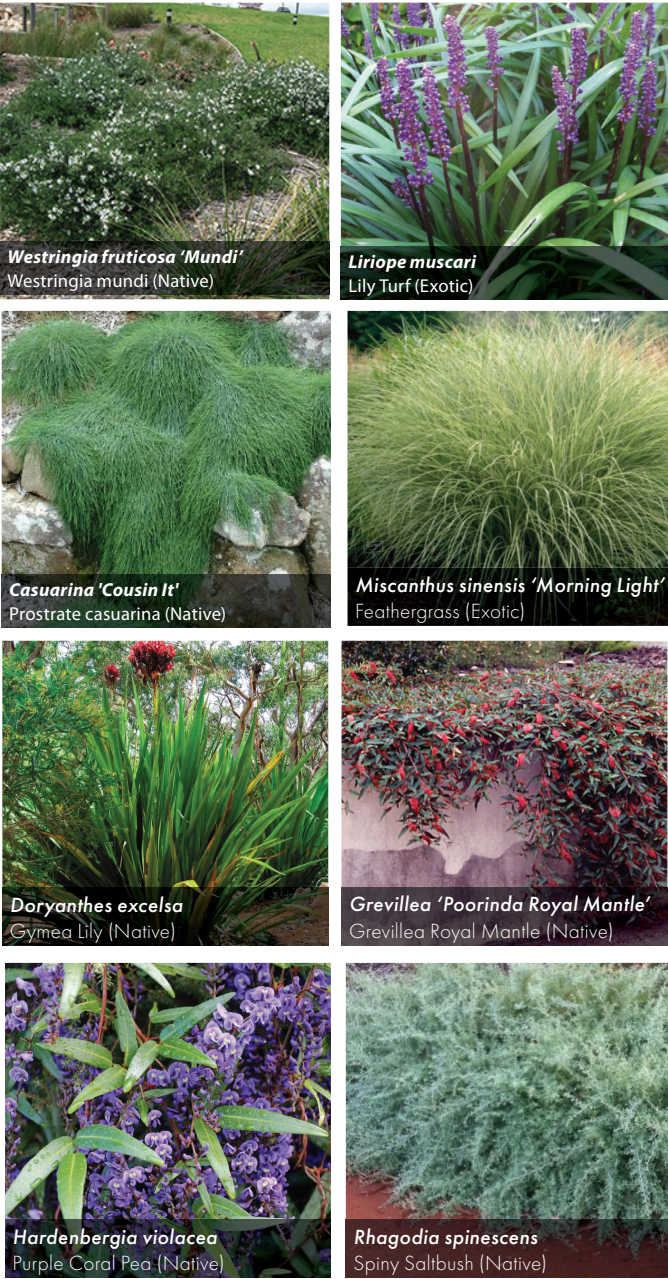 Westringia fruticosa ‘Mundi’
Westringia mundi (Native)
Liriope muscari
Lily Turf (Exotic)
Casuarina 'Cousin It'
Prostrate casuarina (Native)
Miscanthus sinensis ‘Morning Light’
Feathergrass (Exotic)
Doryanthes excelsa
Gymea Lily (Native)
Grevillea ‘Poorinda Royal Mantle’
Grevillea Royal Mantle (Native)
Hardenbergia violacea
Purple Coral Pea (Native)
Rhagodia spinescens
Spiny Saltbush (Native)